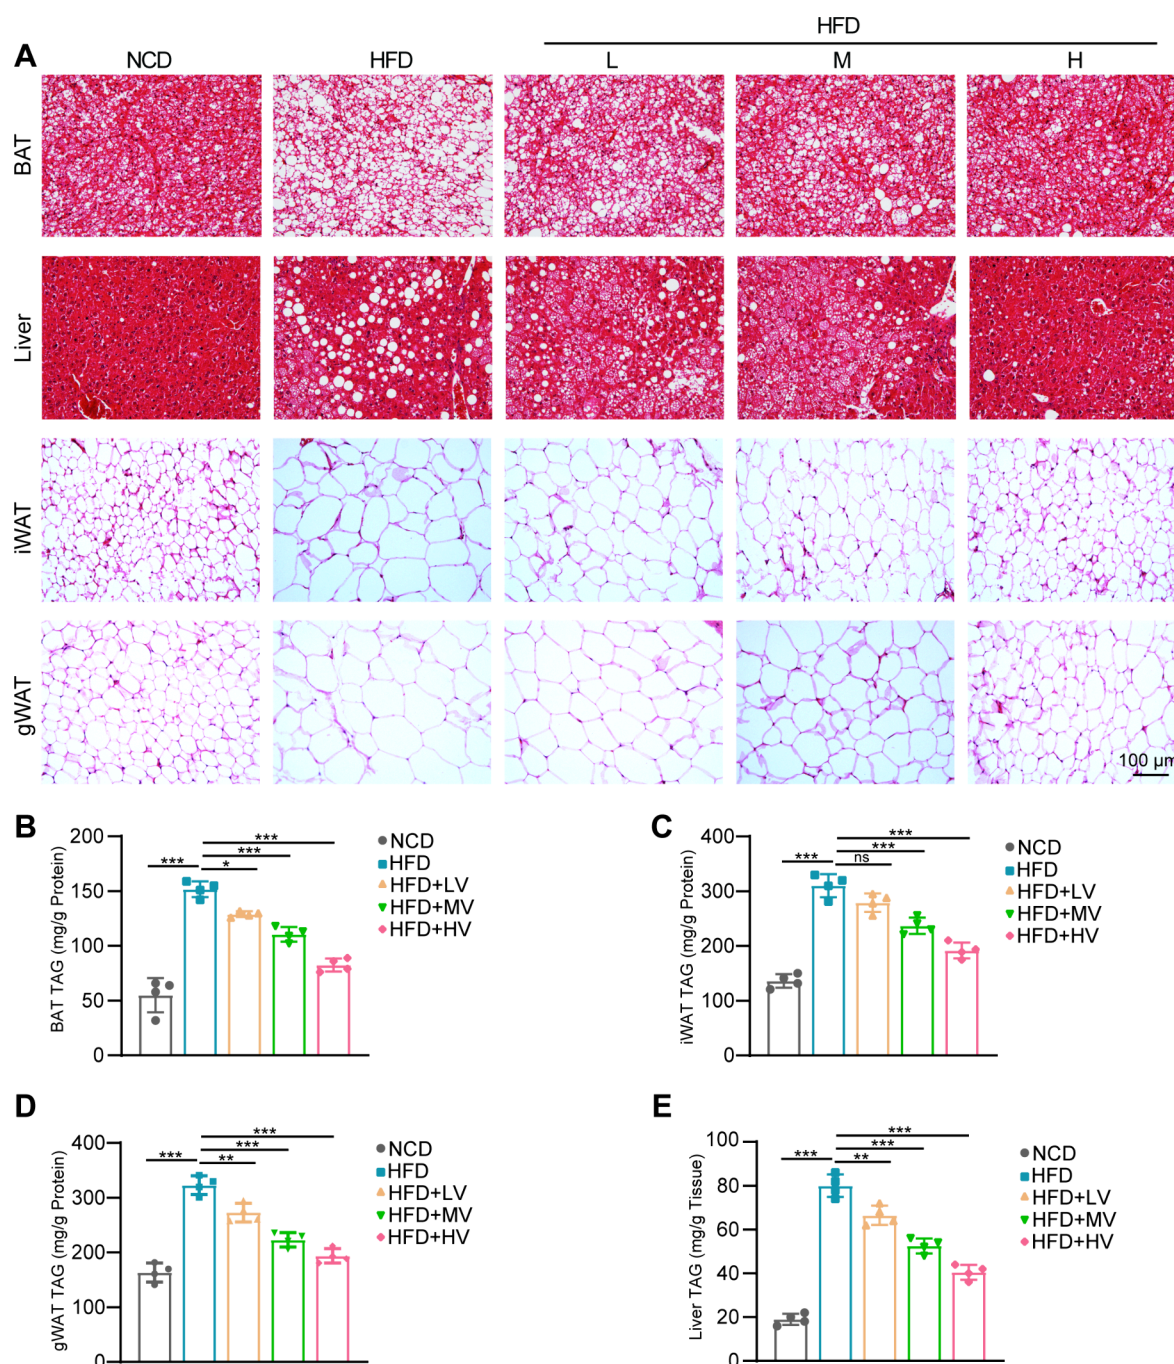 HFD
A NCD HFD L M H
BAT
Liver
iWAT
gWAT
100 μm
B
200
150
100
50
0
BAT TAG (mg/g Protein)
***
***
***
*
NCD
HFD
HFD+LV
HFD+MV
HFD+HV
C
400
300
200
100
0
iWAT TAG (mg/g Protein)
***
***
***
ns
NCD
HFD
HFD+LV
HFD+MV
HFD+HV
D
400
300
200
100
0
gWAT TAG (mg/g Protein)
***
***
***
**
NCD
HFD
HFD+LV
HFD+MV
HFD+HV
E
100
80
60
40
20
0
Liver TAG (mg/g Tissue)
***
***
***
**
NCD
HFD
HFD+LV
HFD+MV
HFD+HV